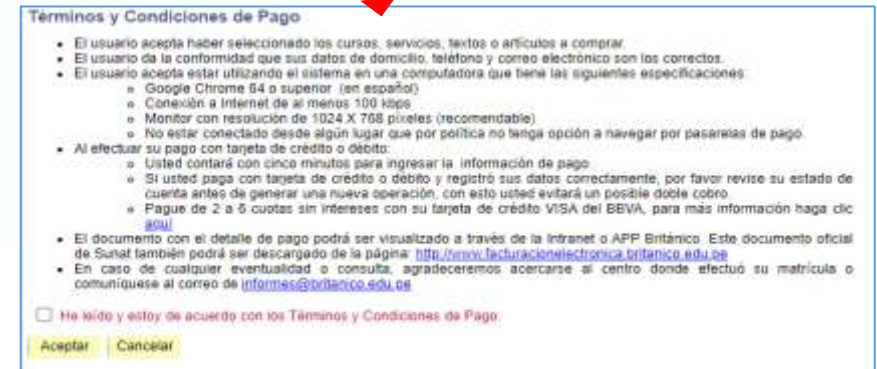 Términos y Condiciones de Pago
• El usuario acepta haber seleccionado los cursos, servicios, textos o artículos a comprar.
• El usuario da la conformidad que sus datos de domicilio, teléfono y correo electrónico son los correctos.
• El usuario acepta estar utilizando el sistema en una computadora que tiene las siguientes especificaciones:
o Google Chrome 64 o superior (en español)
o Conexión a Internet de al menos 100 kbps
o Monitor con resolución de 1024 X 768 píxeles (recomendable)
o No estar conectado desde algún lugar que por política no tenga opción a navegar por pasarelas de pago.
• Al efectuar su pago con tarjeta de crédito o débito:
o Usted contará con cinco minutos para ingresar la información de pago.
o Si usted paga con tarjeta de crédito o débito y registró sus datos correctamente, por favor revise su estado de
cuenta antes de generar una nueva operación, con esto usted evitará un posible doble cobro.
o Pague de 2 a 6 cuotas sin intereses con su tarjeta de crédito VISA del BBVA, para más información haga clic
aquí
• El documento con el detalle de pago podrá ser visualizado a través de la Intranet o APP Británico. Este documento oficial
de Sunat también podrá ser descargado de la página: http://www.facturacionelectronica.britanico.edu.pe
• En caso de cualquier eventualidad o consulta, agradeceremos acercarse al centro donde efectuó su matrícula o
comuníquese al correo de informes@britanico.edu.pe
He leído y estoy de acuerdo con los Términos y Condiciones de Pago.
Aceptar Cancelar